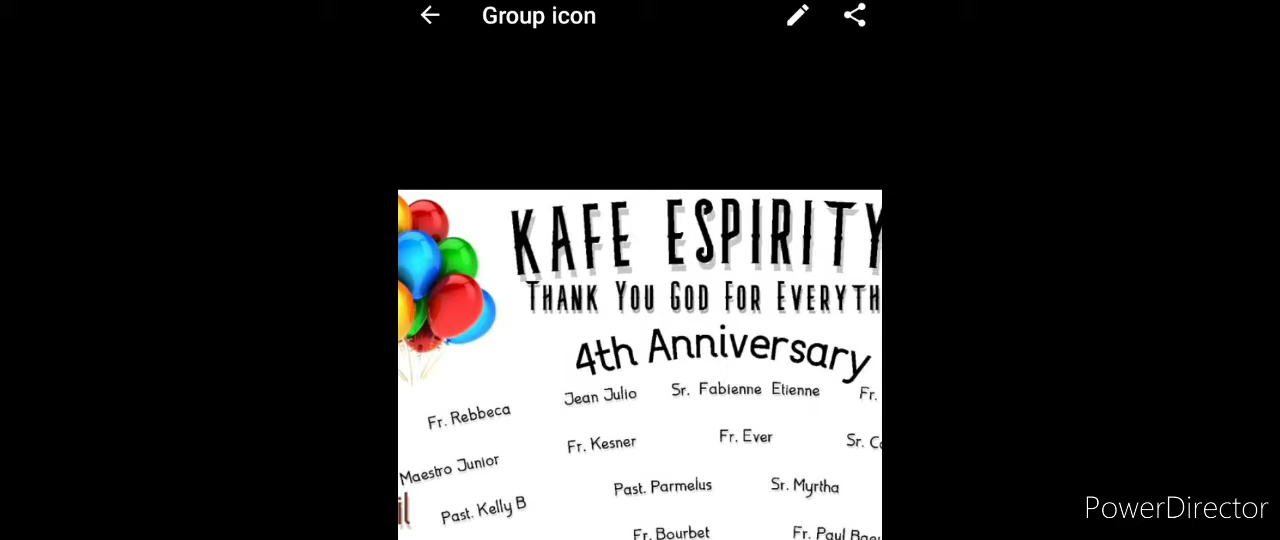 Group icon
KAFE ESPIRITY
THANK YOU GOD FOR EVERYTH
4th Anniversary
Jean Julio Sr. Fabienne Etienne Fr.
Fr. Rebbeca
Fr. Kesner Fr. Ever Sr.
Maestro Junior
Past. Parmelus Sr. Myrtha
il Past. Kelly B
Fr. Bourbet Fr. Paul
PowerDirector